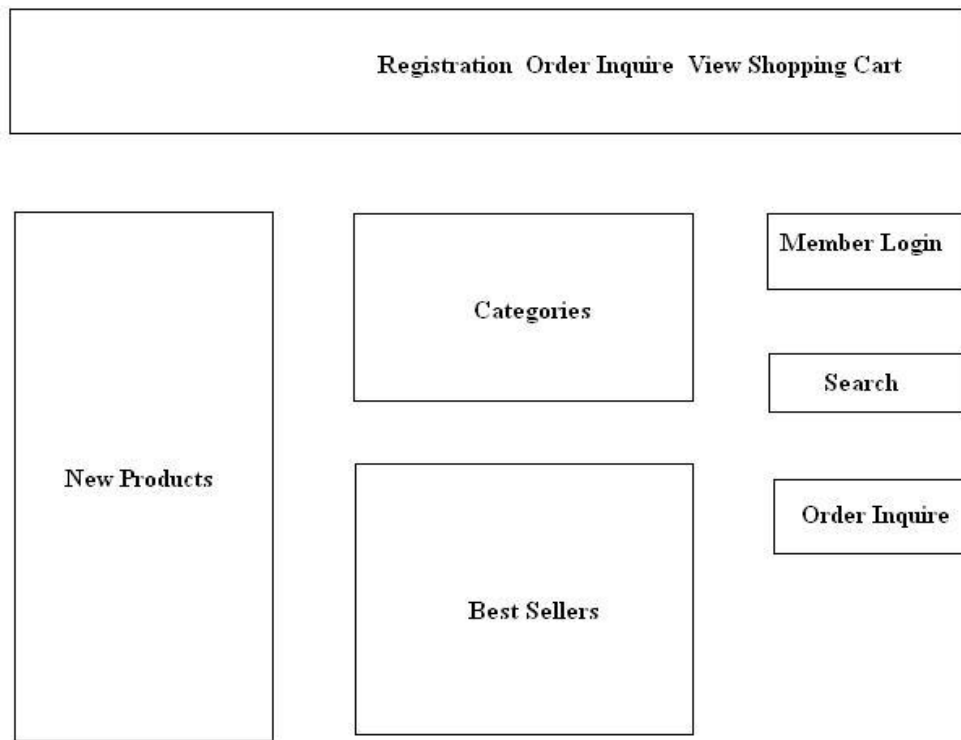 Registration Order Inquire View Shopping Cart
Member Login
Categories
Search
New Products
Order Inquire
Best Sellers